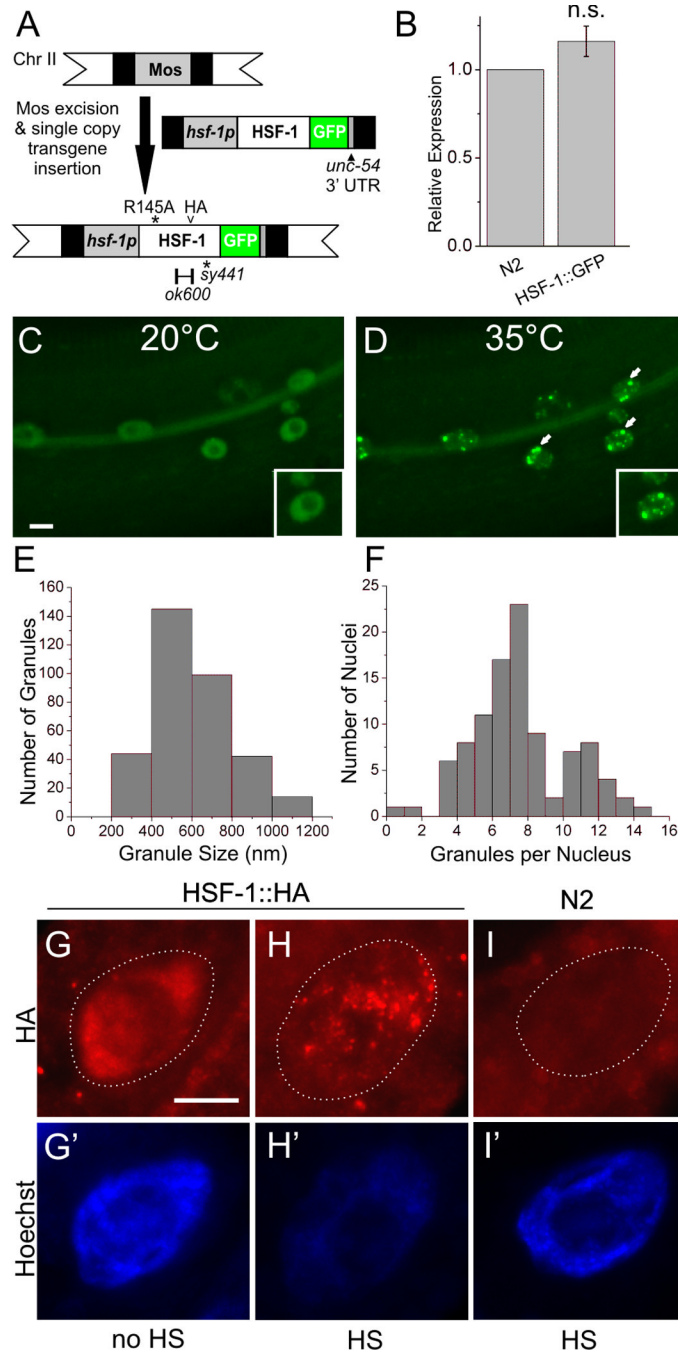 A
Chr II
Mos
Mos excision
& single copy
transgene
insertion
hsf-1p HSF-1 GFP
unc-54
3' UTR
R145A HA
*
v
hsf-1p HSF-1 GFP
*
sy441
ok600
B
n.s.
Relative Expression
1.0
0.5
0.0
N2
HSF-1::GFP
C
20°C
D
35°C
E
Number of Granules
160
140
120
100
80
60
40
20
0
0 200 400 600 800 1000 1200
Granule Size (nm)
F
Number of Nuclei
25
20
15
10
5
0
0 2 4 6 8 10 12 14 16
Granules per Nucleus
HSF-1::HA
N2
HA
G
H
I
Hoechst
G'
H'
I'
no HS
HS
HS